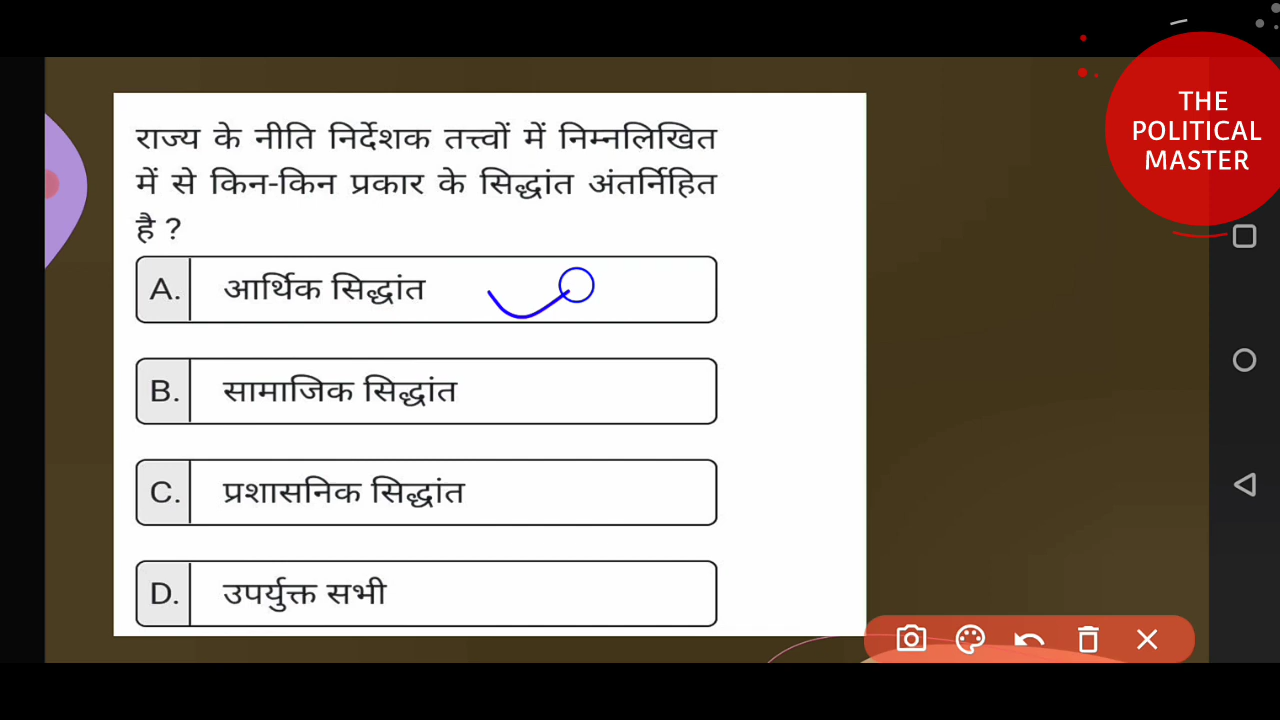 THE
POLITICAL
MASTER
राज्य के नीति निर्देशक तत्त्वों में निम्नलिखित
में से किन-किन प्रकार के सिद्धांत अंतर्निहित
है ?
A. आर्थिक सिद्धांत
B. सामाजिक सिद्धांत
C. प्रशासनिक सिद्धांत
D. उपर्युक्त सभी